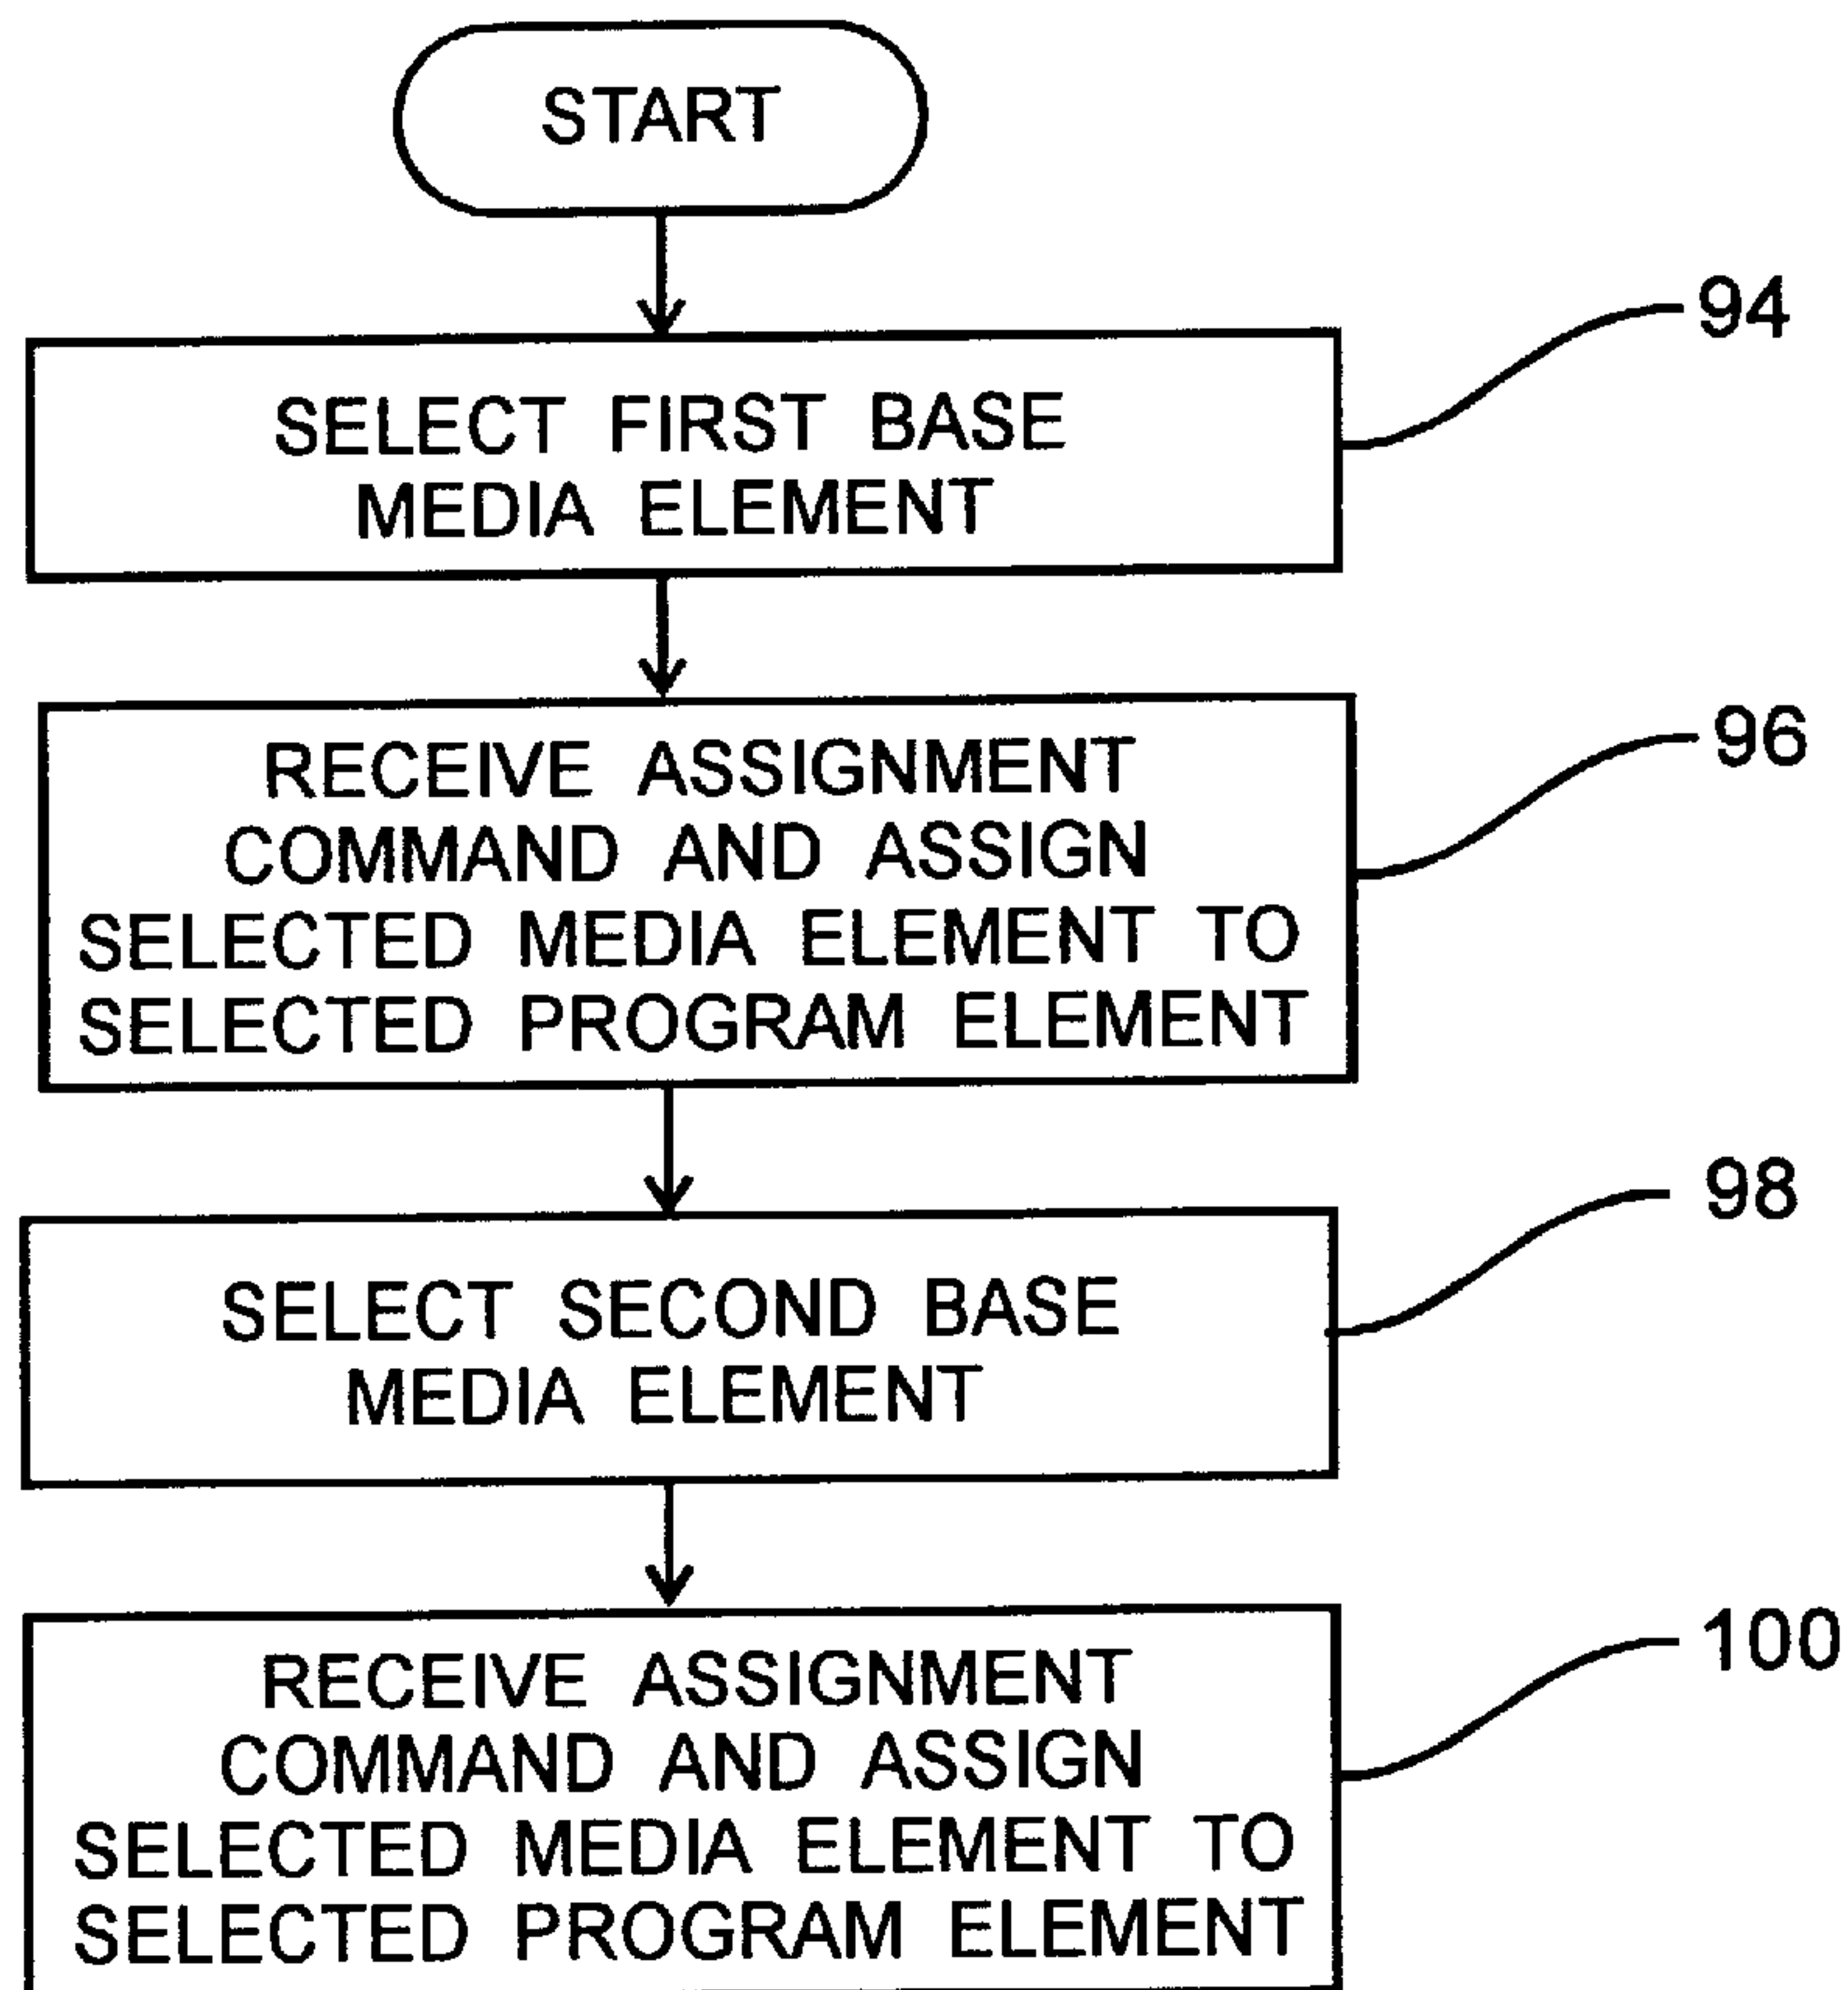 START
94
SELECT FIRST BASE
MEDIA ELEMENT
96
RECEIVE ASSIGNMENT
COMMAND AND ASSIGN
SELECTED MEDIA ELEMENT TO
SELECTED PROGRAM ELEMENT
98
SELECT SECOND BASE
MEDIA ELEMENT
100
RECEIVE ASSIGNMENT
COMMAND AND ASSIGN
SELECTED MEDIA ELEMENT TO
SELECTED PROGRAM ELEMENT